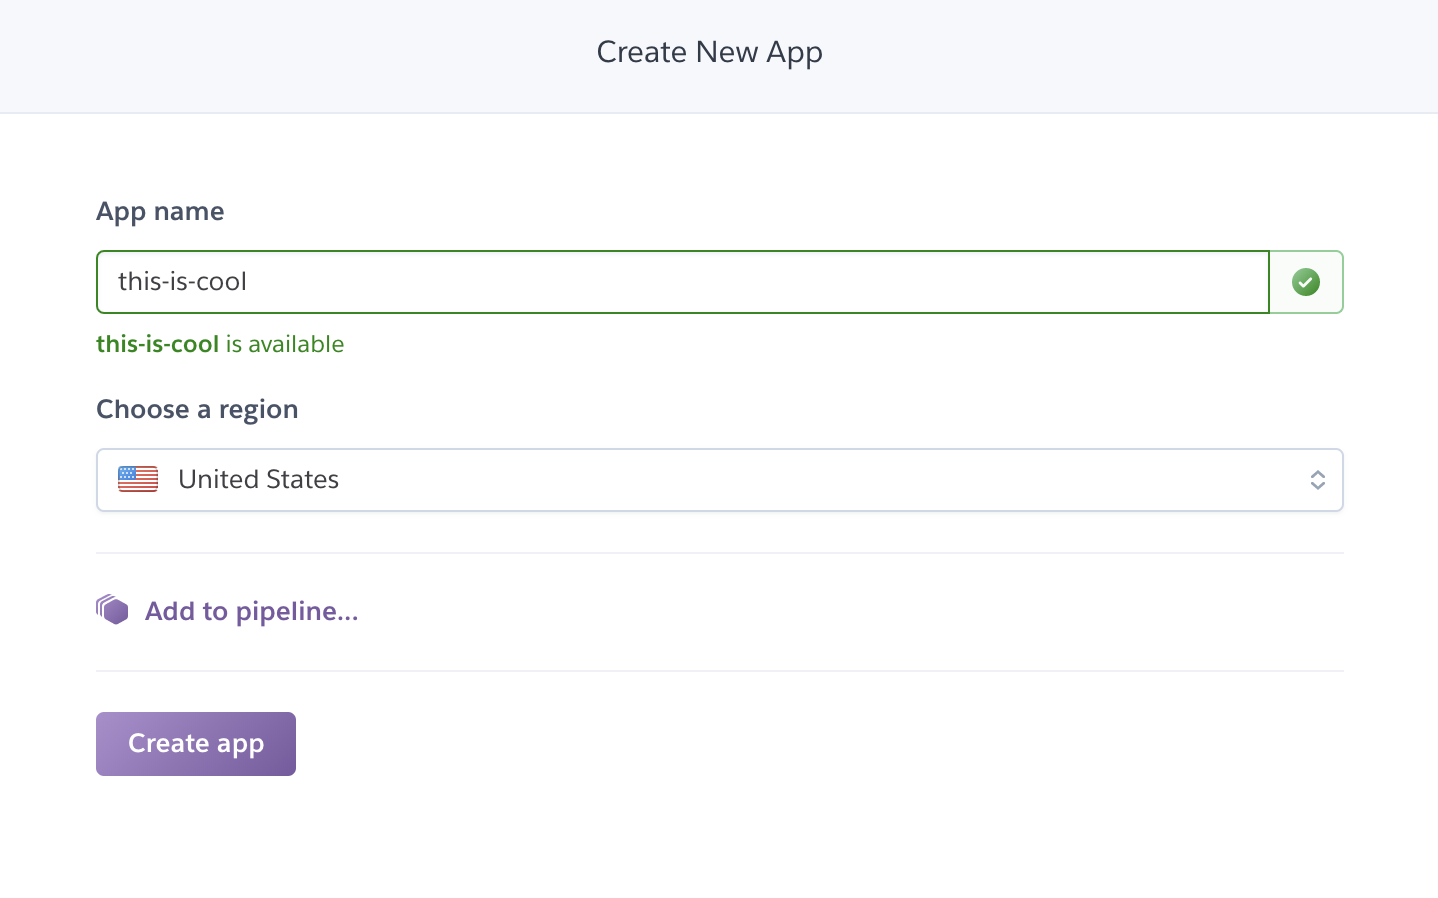 Create New App
App name
this-is-cool
this-is-cool is available
Choose a region
United States
Add to pipeline...
Create app